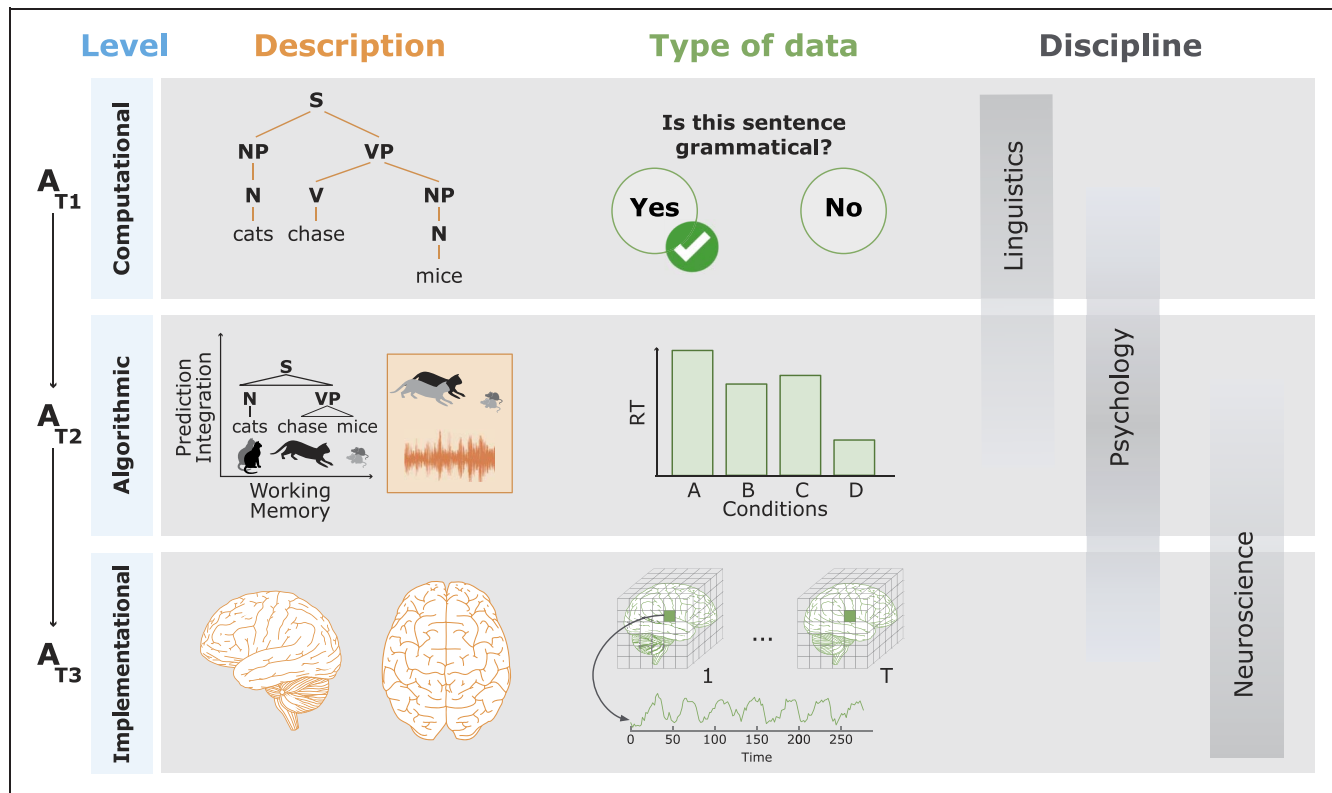 Level Description Type of data Discipline
A T1
Computational
S
NP VP
N V NP
cats chase N
mice
Is this sentence
grammatical?
Yes No
Linguistics
A T2
Algorithmic
Prediction
Integration
S
N VP
cats chase mice
Working
Memory
RT
A B C D
Conditions
Psychology
A T3
Implementational
1 ... T
0 50 100 150 200 250
Time
Neuroscience